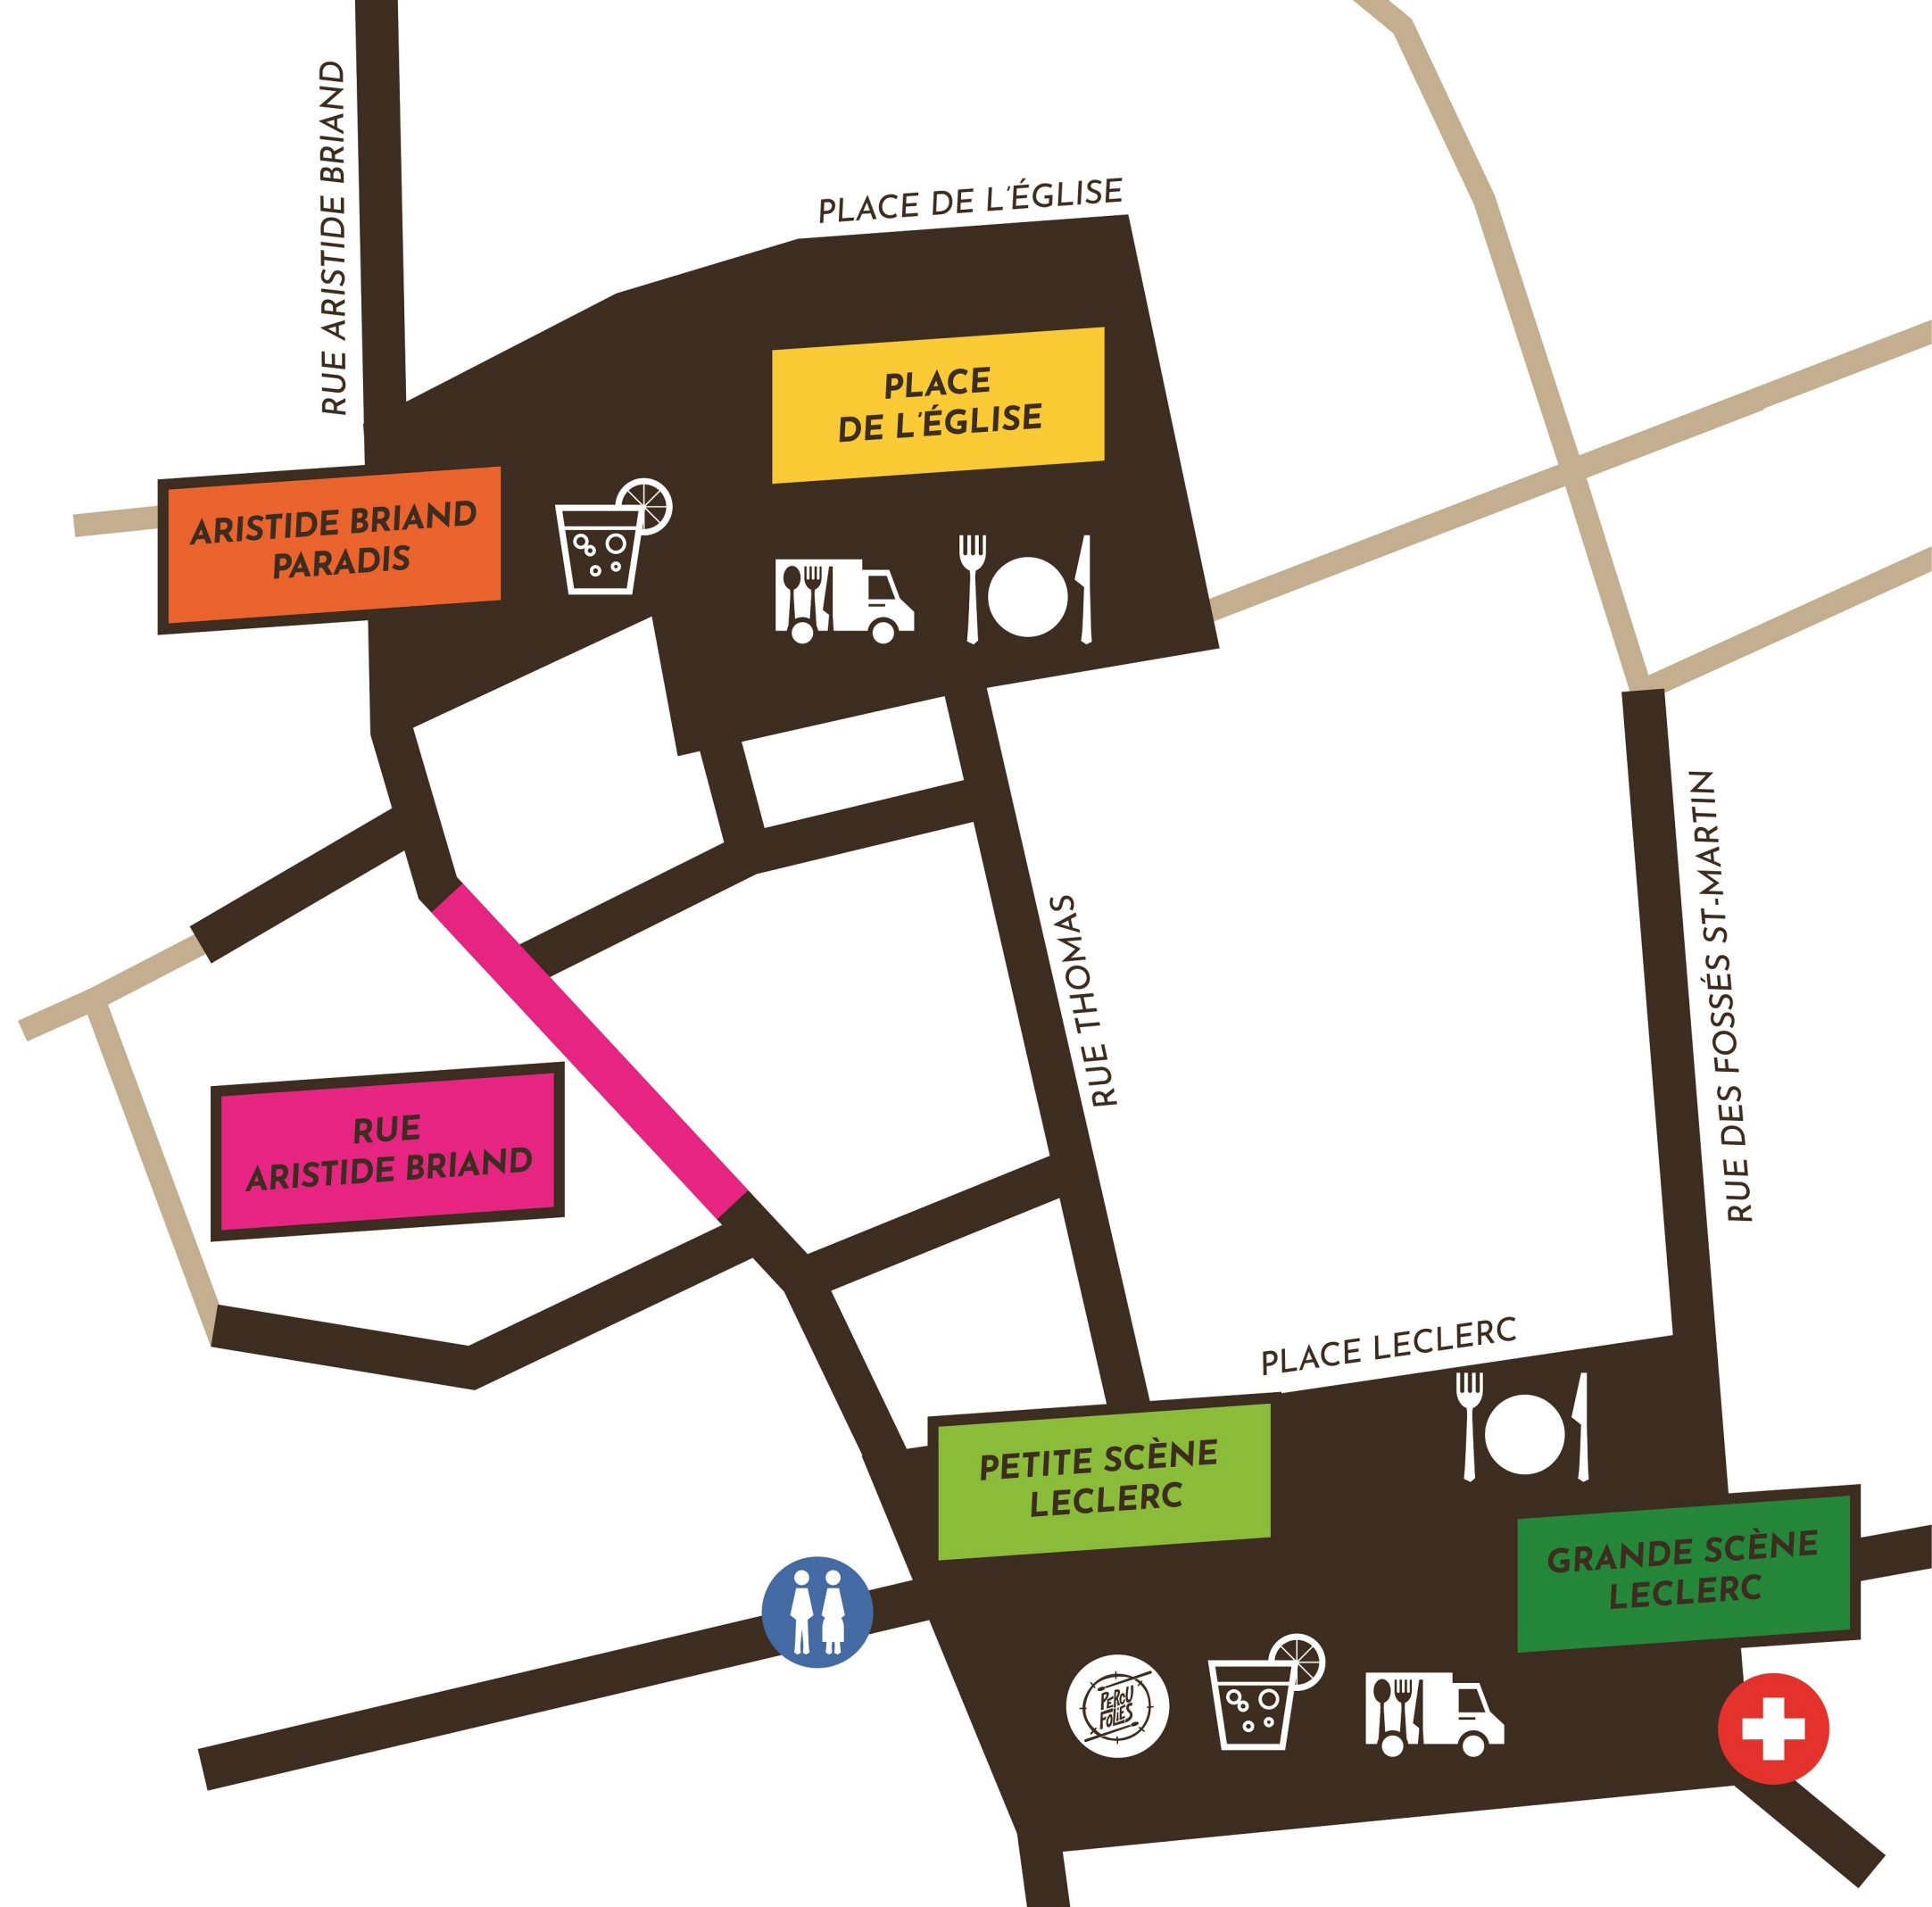 RUE ARISTIDE BRIAND
PLACE DE L'ÉGLISE
PLACE
DE L'ÉGLISE
ARISTIDE BRIAND
PARADIS
RUE THOMAS
RUE DES FOSSÉS ST-MARTIN
RUE
ARISTIDE BRIAND
PLACE LECLERC
PETITE SCÈNE
LECLERC
GRANDE SCÈNE
LECLERC
PERCU
FOLIES